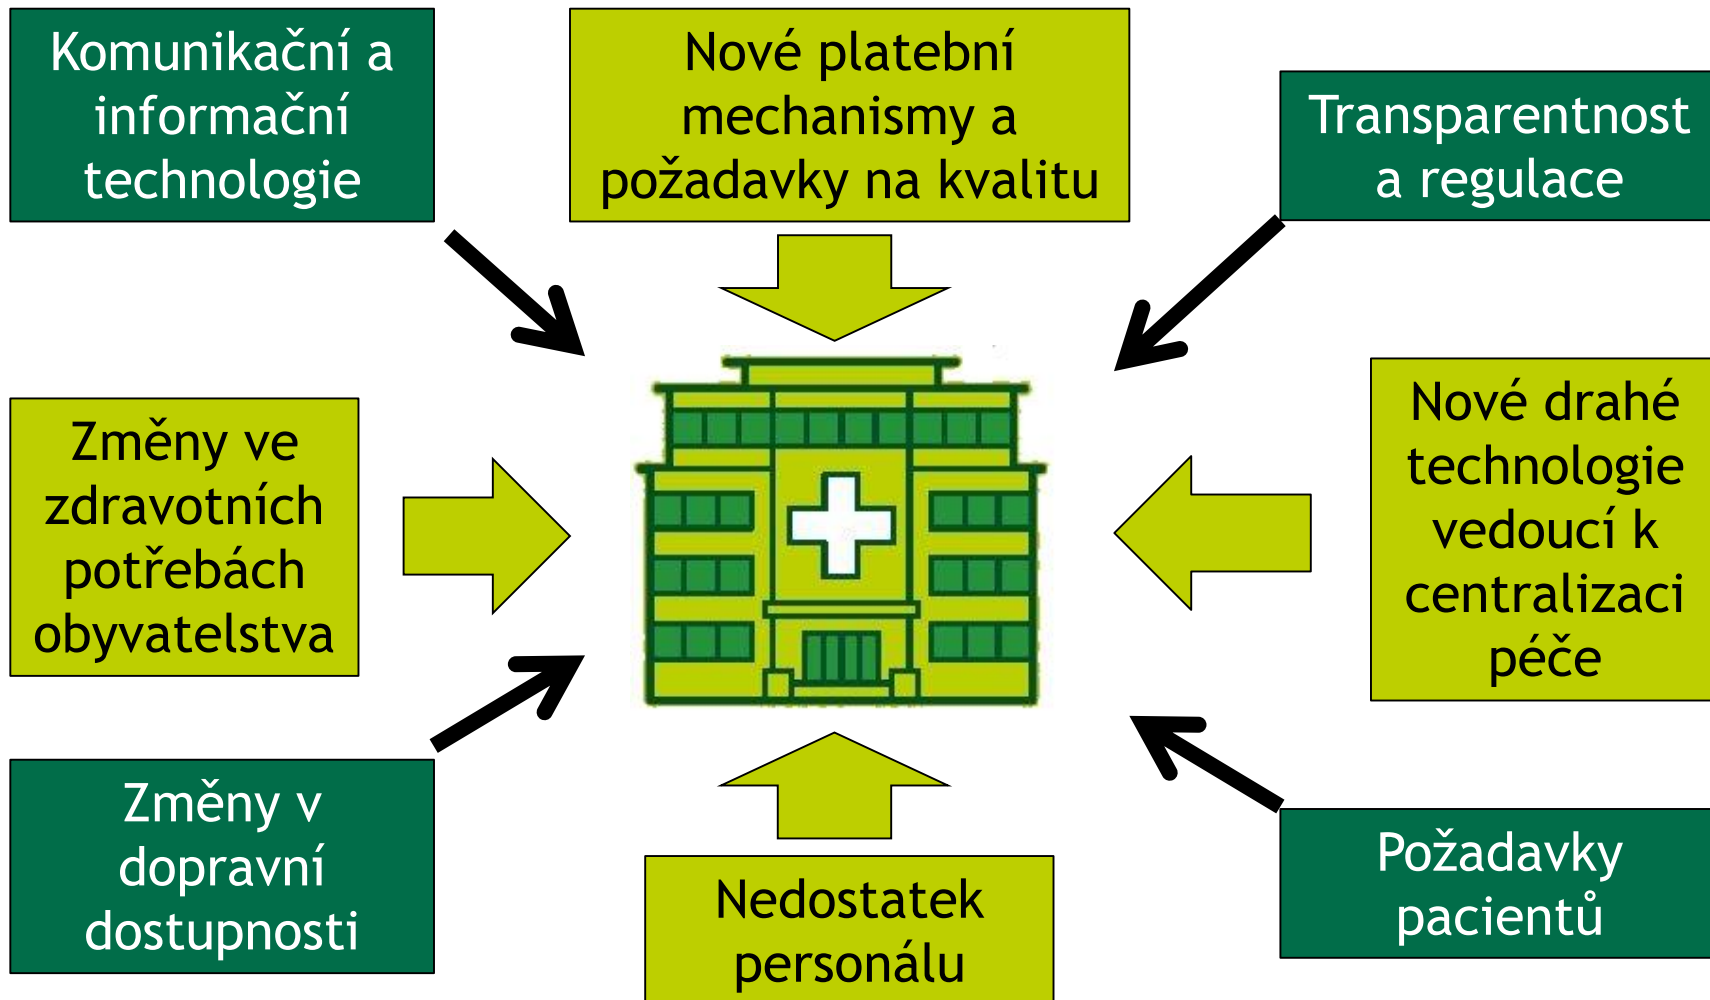 Komunikační a
informační
technologie
Nové platební
mechanismy a
požadavky na kvalitu
Transparentnost
a regulace
Změny ve
zdravotních
potřebách
obyvatelstva
Nové drahé
technologie
vedoucí k
centralizaci
péče
Změny v
dopravní
dostupnosti
Nedostatek
personálu
Požadavky
pacientů